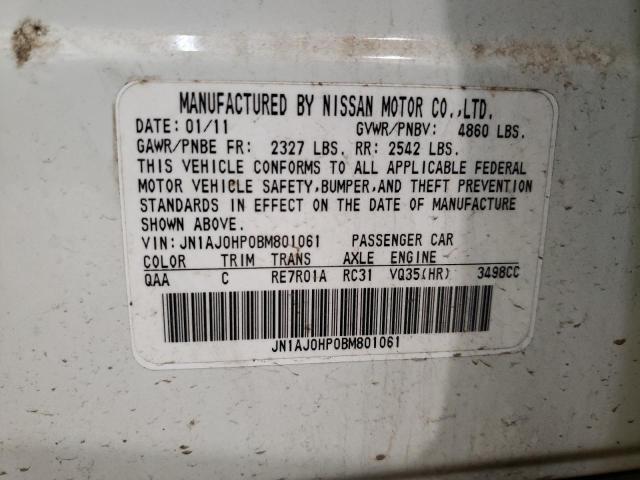 MANUFACTURED BY NISSAN MOTOR CO.,LTD.
DATE: 01/11 GVWR/PNBV: 4860 LBS.
GAWR/PNBE FR: 2327 LBS. RR: 2542 LBS.
THIS VEHICLE CONFORMS TO ALL APPLICABLE FEDERAL
MOTOR VEHICLE SAFETY,BUMPER,AND THEFT PREVENTION
STANDARDS IN EFFECT ON THE DATE OF MANUFACTURE
SHOWN ABOVE.
VIN: JN1AJ0HP0BM801061 PASSENGER CAR
COLOR TRIM TRANS AXLE ENGINE
QAA C RE7R01A RC31 VQ35(HR) 3498CC
JN1AJ0HP0BM801061